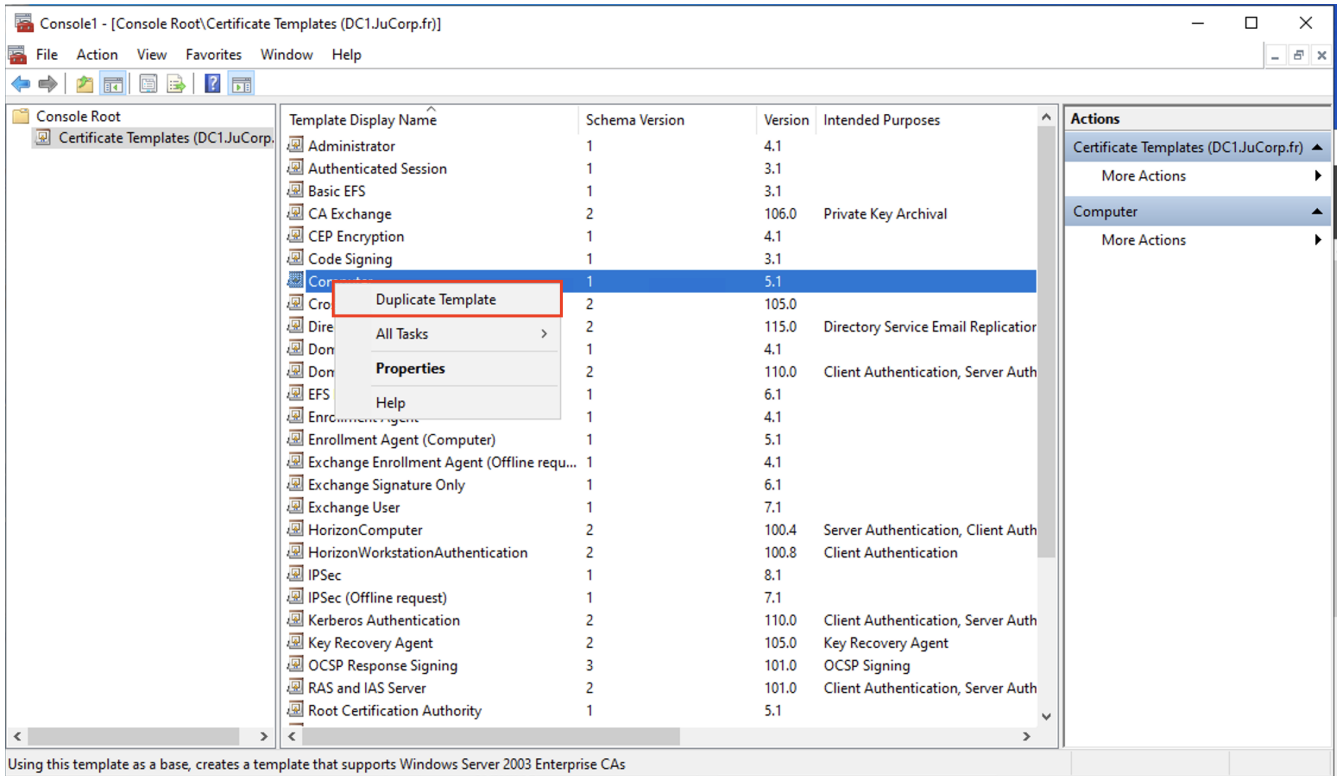 Console1 - [Console Root\Certificate Templates (DC1.JuCorp.fr)]
File Action View Favorites Window Help
Console Root
Certificate Templates (DC1.JuCorp.
Template Display Name Schema Version Version Intended Purposes
Administrator 1 4.1
Authenticated Session 1 3.1
Basic EFS 1 3.1
CA Exchange 2 106.0 Private Key Archival
CEP Encryption 1 4.1
Code Signing 1 3.1
Computer 1 5.1
Cro 2 105.0
Dire 2 115.0 Directory Service Email Replication
Dom 1 4.1
Dom 2 110.0 Client Authentication, Server Auth
EFS 1 6.1
Enrollment Agent 1 4.1
Enrollment Agent (Computer) 1 5.1
Exchange Enrollment Agent (Offline requ... 1 4.1
Exchange Signature Only 1 6.1
Exchange User 1 7.1
HorizonComputer 2 100.4 Server Authentication, Client Auth
HorizonWorkstationAuthentication 2 100.8 Client Authentication
IPSec 1 8.1
IPSec (Offline request) 1 7.1
Kerberos Authentication 2 110.0 Client Authentication, Server Auth
Key Recovery Agent 2 105.0 Key Recovery Agent
OCSP Response Signing 3 101.0 OCSP Signing
RAS and IAS Server 2 101.0 Client Authentication, Server Auth
Root Certification Authority 1 5.1
Duplicate Template
All Tasks
Properties
Help
Actions
Certificate Templates (DC1.JuCorp.fr)
More Actions
Computer
More Actions
Using this template as a base, creates a template that supports Windows Server 2003 Enterprise CAs